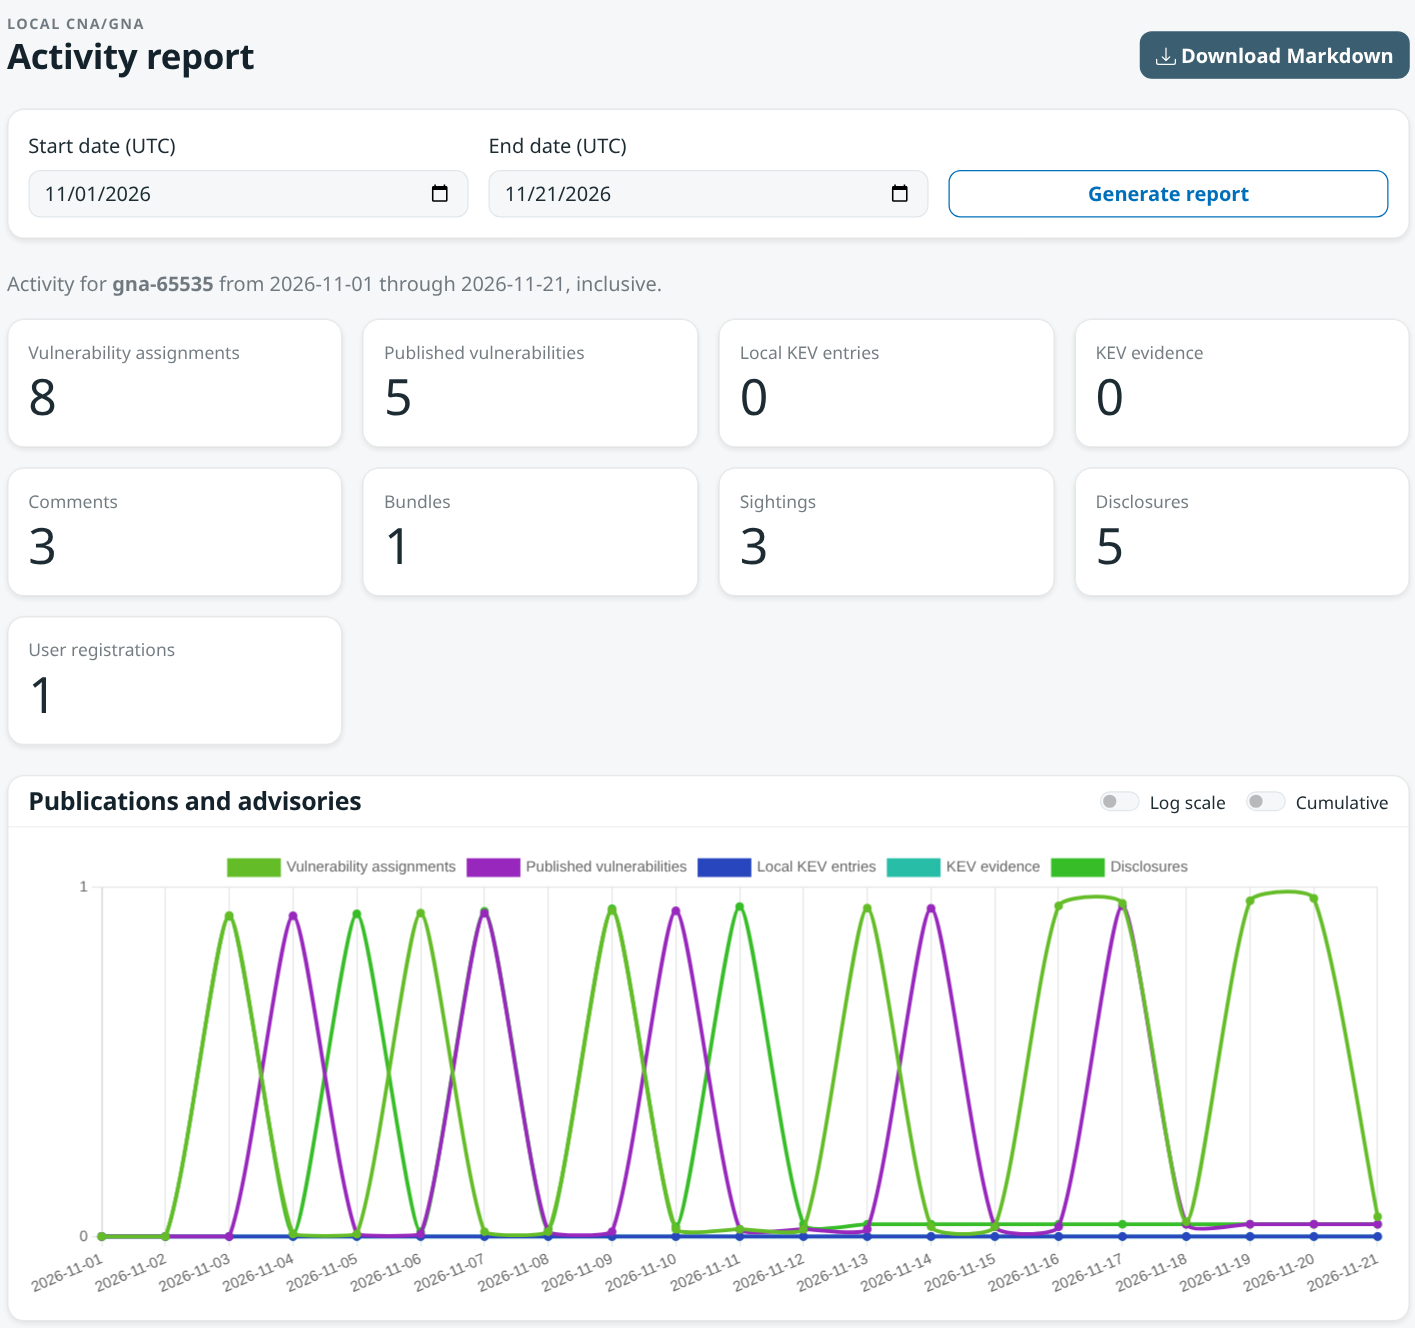 LOCAL CNA/GNA
Activity report
Download Markdown
Start date (UTC)
End date (UTC)
11/01/2026
11/21/2026
Generate report
Activity for gna-65535 from 2026-11-01 through 2026-11-21, inclusive.
Vulnerability assignments
8
Published vulnerabilities
5
Local KEV entries
0
KEV evidence
0
Comments
3
Bundles
1
Sightings
3
Disclosures
5
User registrations
1
Publications and advisories
Log scale
Cumulative
Vulnerability assignments
Published vulnerabilities
Local KEV entries
KEV evidence
Disclosures
1
0
2026-11-01
2026-11-02
2026-11-03
2026-11-04
2026-11-05
2026-11-06
2026-11-07
2026-11-08
2026-11-09
2026-11-10
2026-11-11
2026-11-12
2026-11-13
2026-11-14
2026-11-15
2026-11-16
2026-11-17
2026-11-18
2026-11-19
2026-11-20
2026-11-21